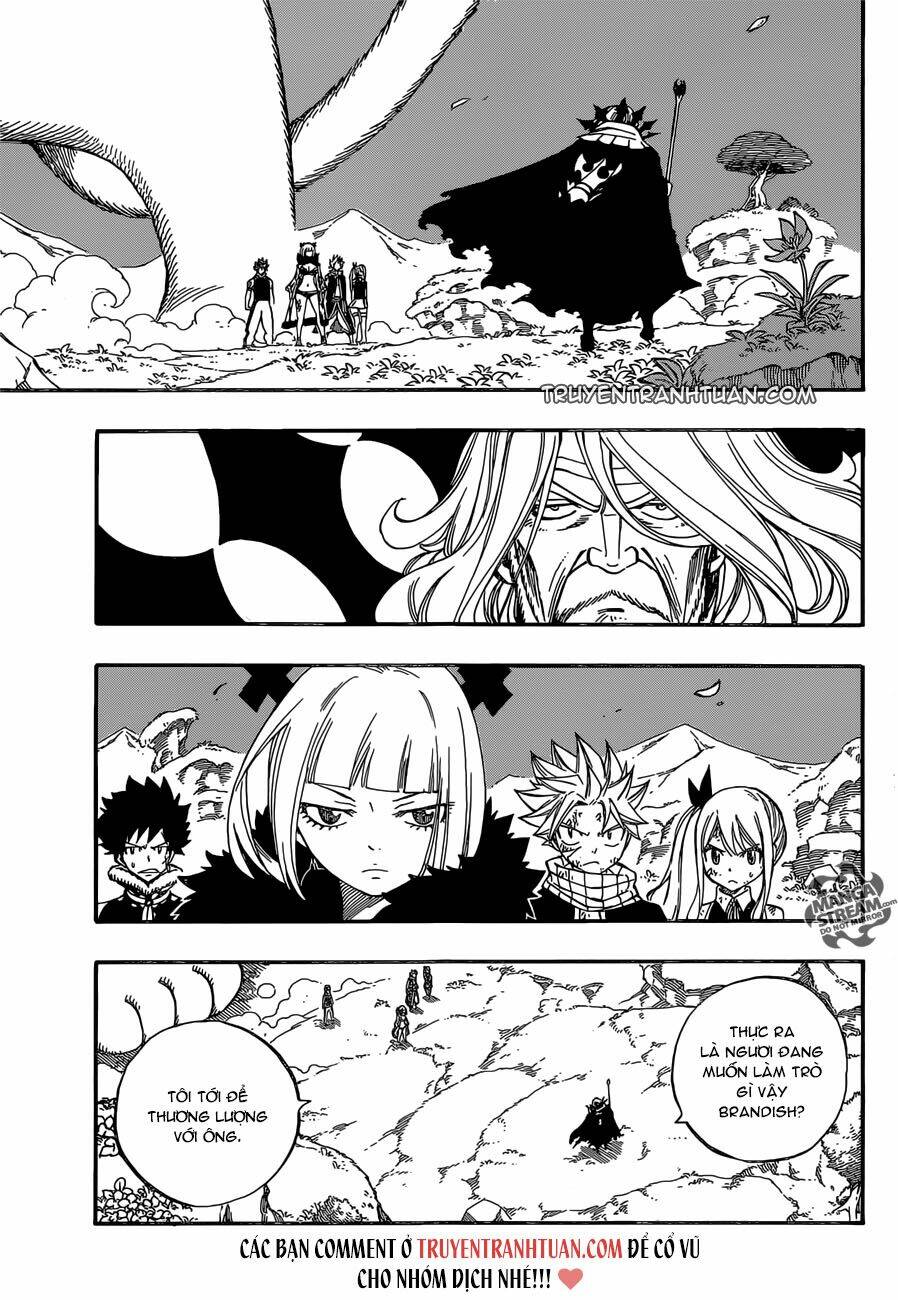 TRUYENTRANHTUAN.COM
MANGA
STREAM.com
DO NOT MIRROR
THỰC RA
LÀ NGƯƠI ĐANG
MUỐN LÀM TRÒ
GÌ VẬY
BRANDISH?
TÔI TỚI ĐỂ
THƯƠNG LƯỢNG
VỚI ÔNG.
CÁC BẠN COMMENT Ở TRUYENTRANHTUAN.COM ĐỂ CỔ VŨ
CHO NHÓM DỊCH NHÉ!!! ❤